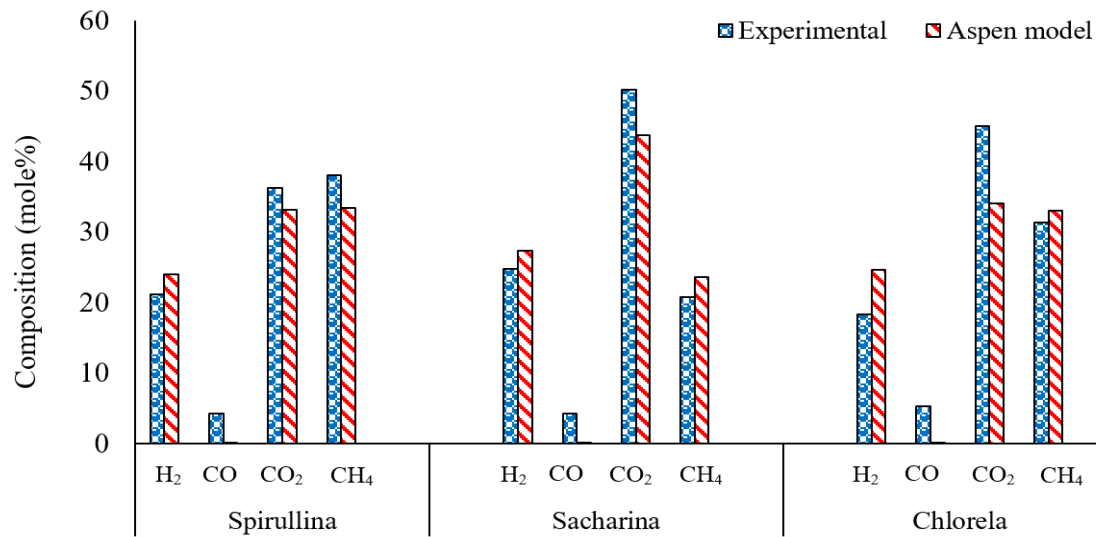 Experimental
Aspen model
Composition (mole%)
60
50
40
30
20
10
0
H₂ CO CO₂ CH₄ H₂ CO CO₂ CH₄ H₂ CO CO₂ CH₄
Spirullina Sacharina Chlorela